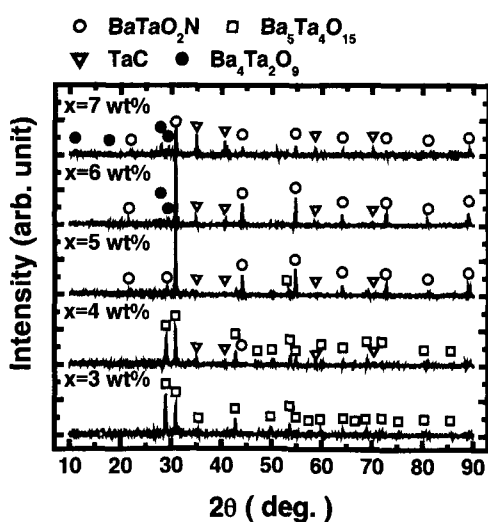 ○ BaTaO₂N □ Ba₅Ta₄O₁₅
▽ TaC ● Ba₄Ta₂O₉
x=7 wt%
x=6 wt%
x=5 wt%
x=4 wt%
x=3 wt%
Intensity (arb. unit)
10 20 30 40 50 60 70 80 90
2θ ( deg. )